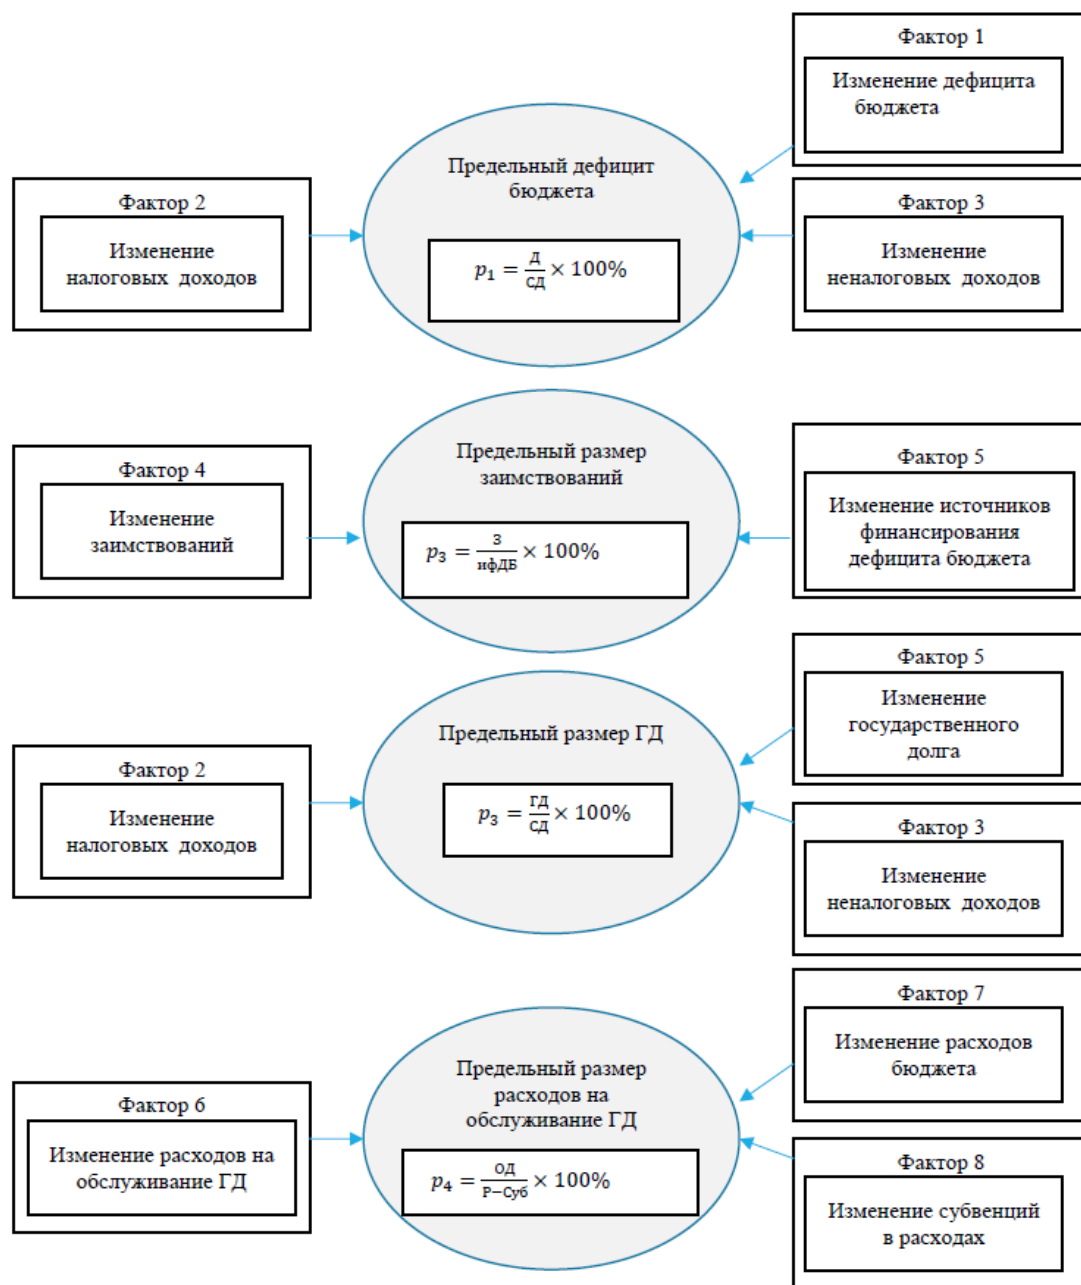 Фактор 1
Изменение дефицита
бюджета
Предельный дефицит
бюджета
p₁ = Д/СД × 100%
Фактор 2
Изменение
налоговых доходов
Фактор 3
Изменение
неналоговых доходов
Предельный размер
заимствований
p₃ = З/ифДБ × 100%
Фактор 4
Изменение
заимствований
Фактор 5
Изменение источников
финансирования
дефицита бюджета
Фактор 5
Изменение
государственного
долга
Предельный размер ГД
p₃ = ГД/СД × 100%
Фактор 2
Изменение
налоговых доходов
Фактор 3
Изменение
неналоговых доходов
Фактор 7
Изменение расходов
бюджета
Предельный размер
расходов на
обслуживание ГД
p₄ = ОД/Р−Суб × 100%
Фактор 6
Изменение расходов на
обслуживание ГД
Фактор 8
Изменение субвенций
в расходах